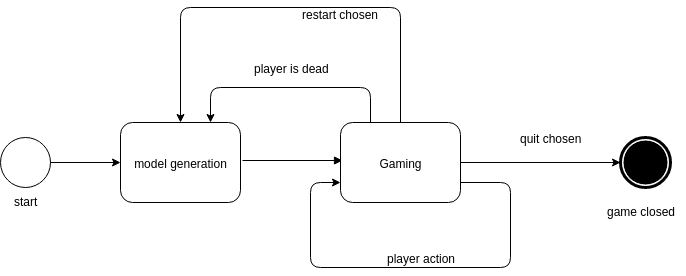 restart chosen
player is dead
quit chosen
model generation
Gaming
start
game closed
player action